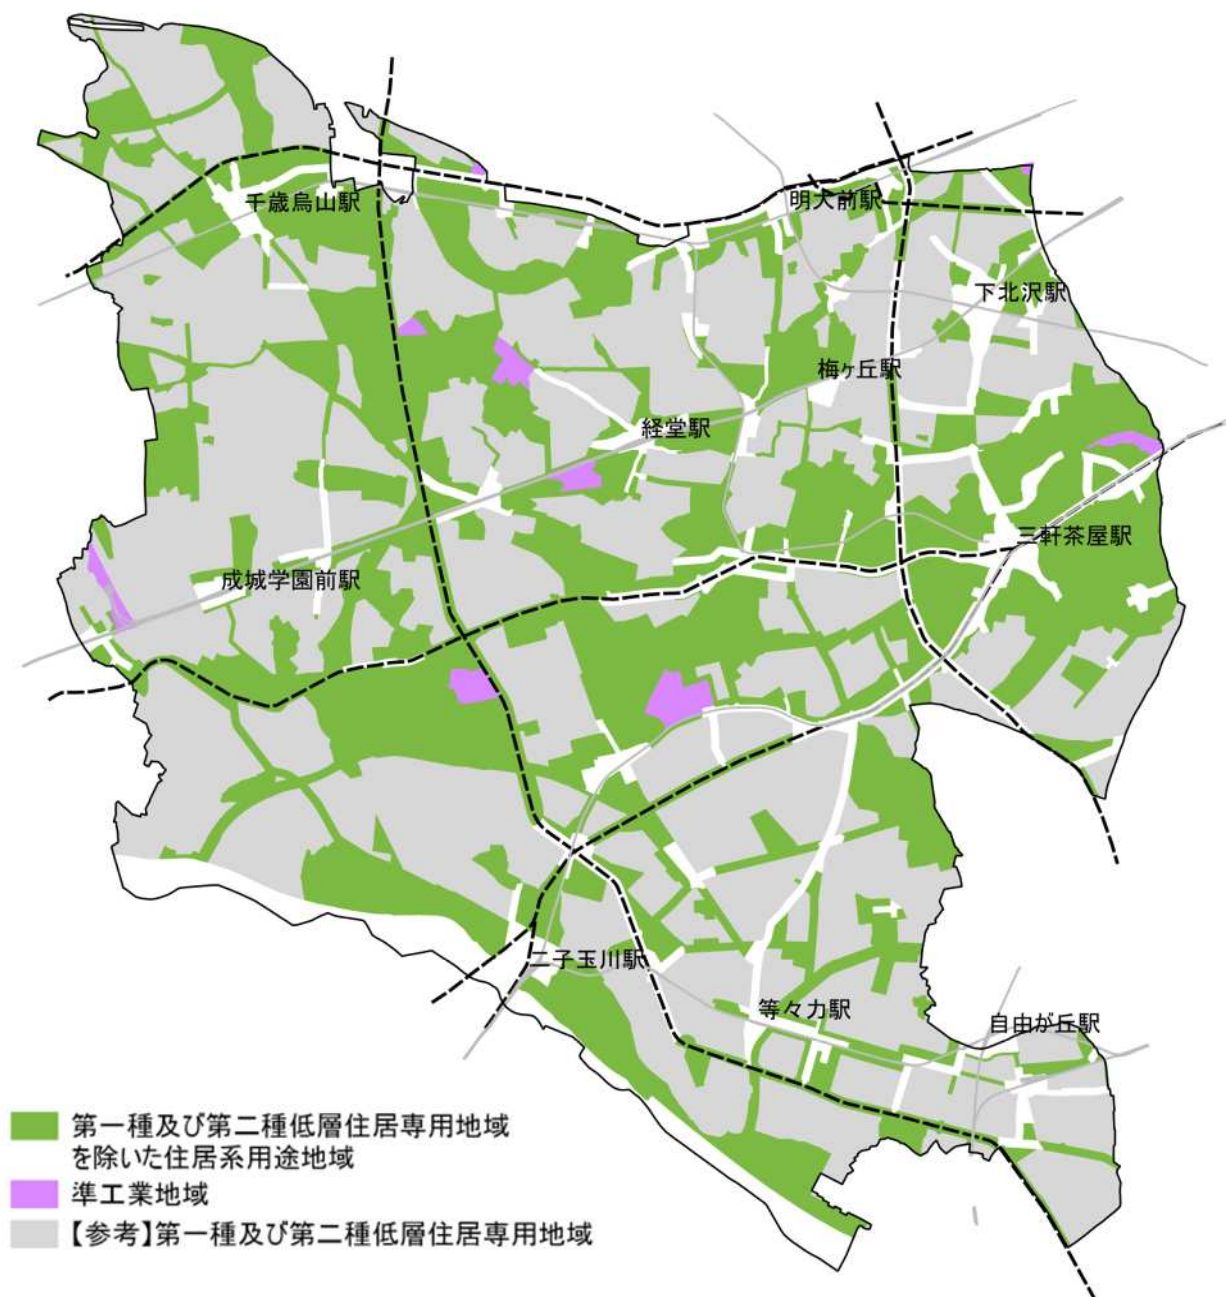 千歳烏山駅
明大前駅
下北沢駅
梅ヶ丘駅
経堂駅
三軒茶屋駅
成城学園前駅
二子玉川駅
等々力駅
自由が丘駅
第一種及び第二種低層住居専用地域
を除いた住居系用途地域
準工業地域
【参考】第一種及び第二種低層住居専用地域